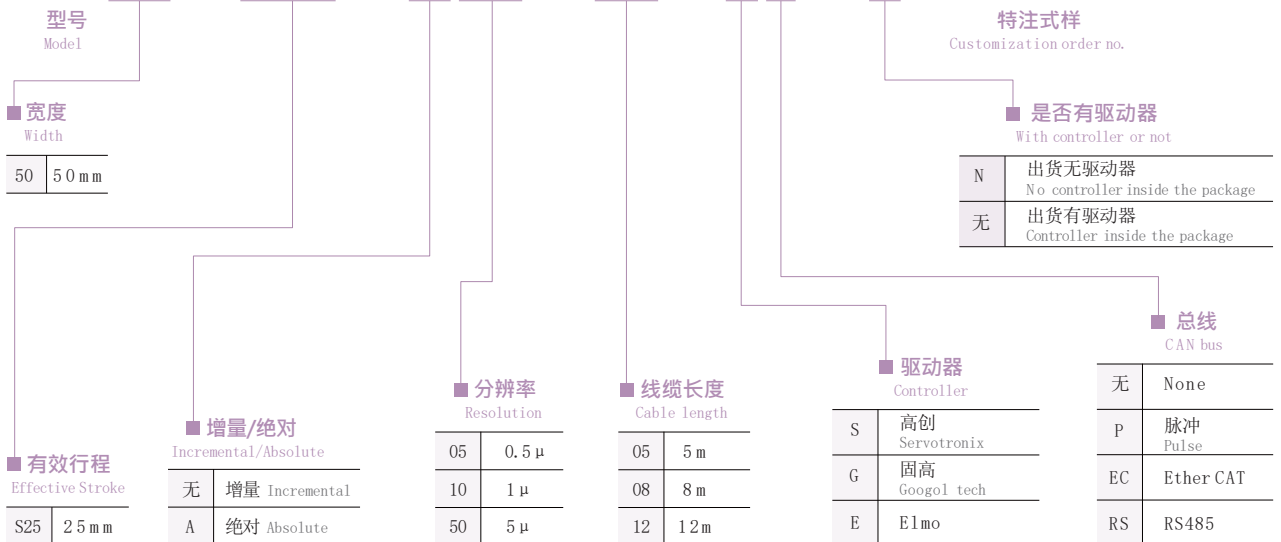 型号
Model
特注式样
Customization order no.
宽度
Width
50 50mm
是否有驱动器
With controller or not
N 出货无驱动器
No controller inside the package
无 出货有驱动器
Controller inside the package
总线
CAN bus
无 None
P 脉冲
Pulse
EC Ether CAT
RS RS485
驱动器
Controller
S 高创
Servotronix
G 固高
Googol tech
E Elmo
分辨率
Resolution
05 0.5μ
10 1μ
50 5μ
线缆长度
Cable length
05 5m
08 8m
12 12m
增量/绝对
Incremental/Absolute
无 增量 Incremental
A 绝对 Absolute
有效行程
Effective Stroke
S25 25mm